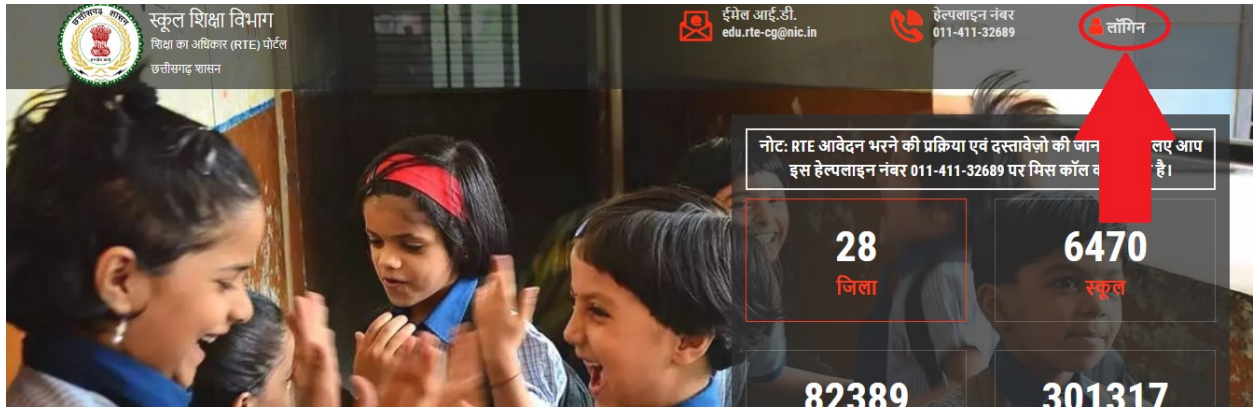 स्कूल शिक्षा विभाग
शिक्षा का अधिकार (RTE) पोर्टल
छत्तीसगढ़ शासन
ईमेल आई.डी.
edu.rte-cg@nic.in
हेल्पलाइन नंबर
011-411-32689
लॉगिन
नोट: RTE आवेदन भरने की प्रक्रिया एवं दस्तावेज़ो की आप
इस हेल्पलाइन नंबर 011-411-32689 पर मिस कॉल है।
28
जिला
6470
स्कूल
82389
301317